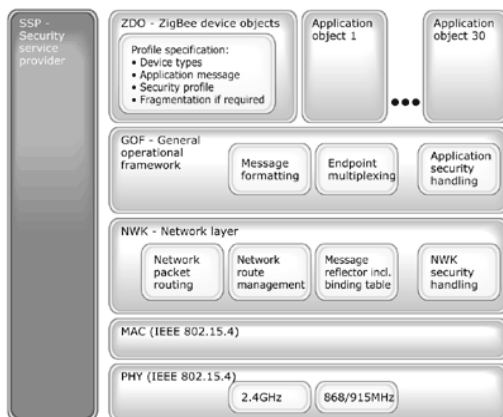 SSP -
Security
service
provider
ZDO - ZigBee device objects
Profile specification:
• Device types
• Application message
• Security profile
• Fragmentation if required
Application
object 1
Application
object 30
GOF - General
operational
framework
Message
formatting
Endpoint
multiplexing
Application
security
handling
NWK - Network layer
Network
packet
routing
Network
route
management
Message
reflector incl.
binding table
NWK
security
handling
MAC (IEEE 802.15.4)
PHY (IEEE 802.15.4)
2.4GHz
868/915MHz